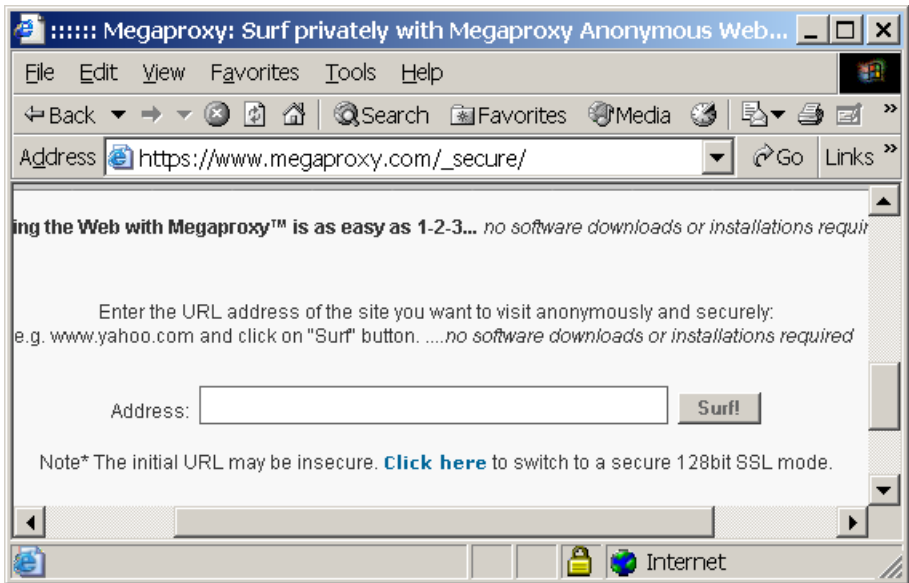 :::::: Megaproxy: Surf privately with Megaproxy Anonymous Web...
File Edit View Favorites Tools Help
Back Search Favorites Media »
Address https://www.megaproxy.com/_secure/ Go Links »
ing the Web with Megaproxy™ is as easy as 1-2-3... no software downloads or installations requir
Enter the URL address of the site you want to visit anonymously and securely:
e.g. www.yahoo.com and click on "Surf" button. ....no software downloads or installations required
Address: Surf!
Note* The initial URL may be insecure. Click here to switch to a secure 128bit SSL mode.
Internet